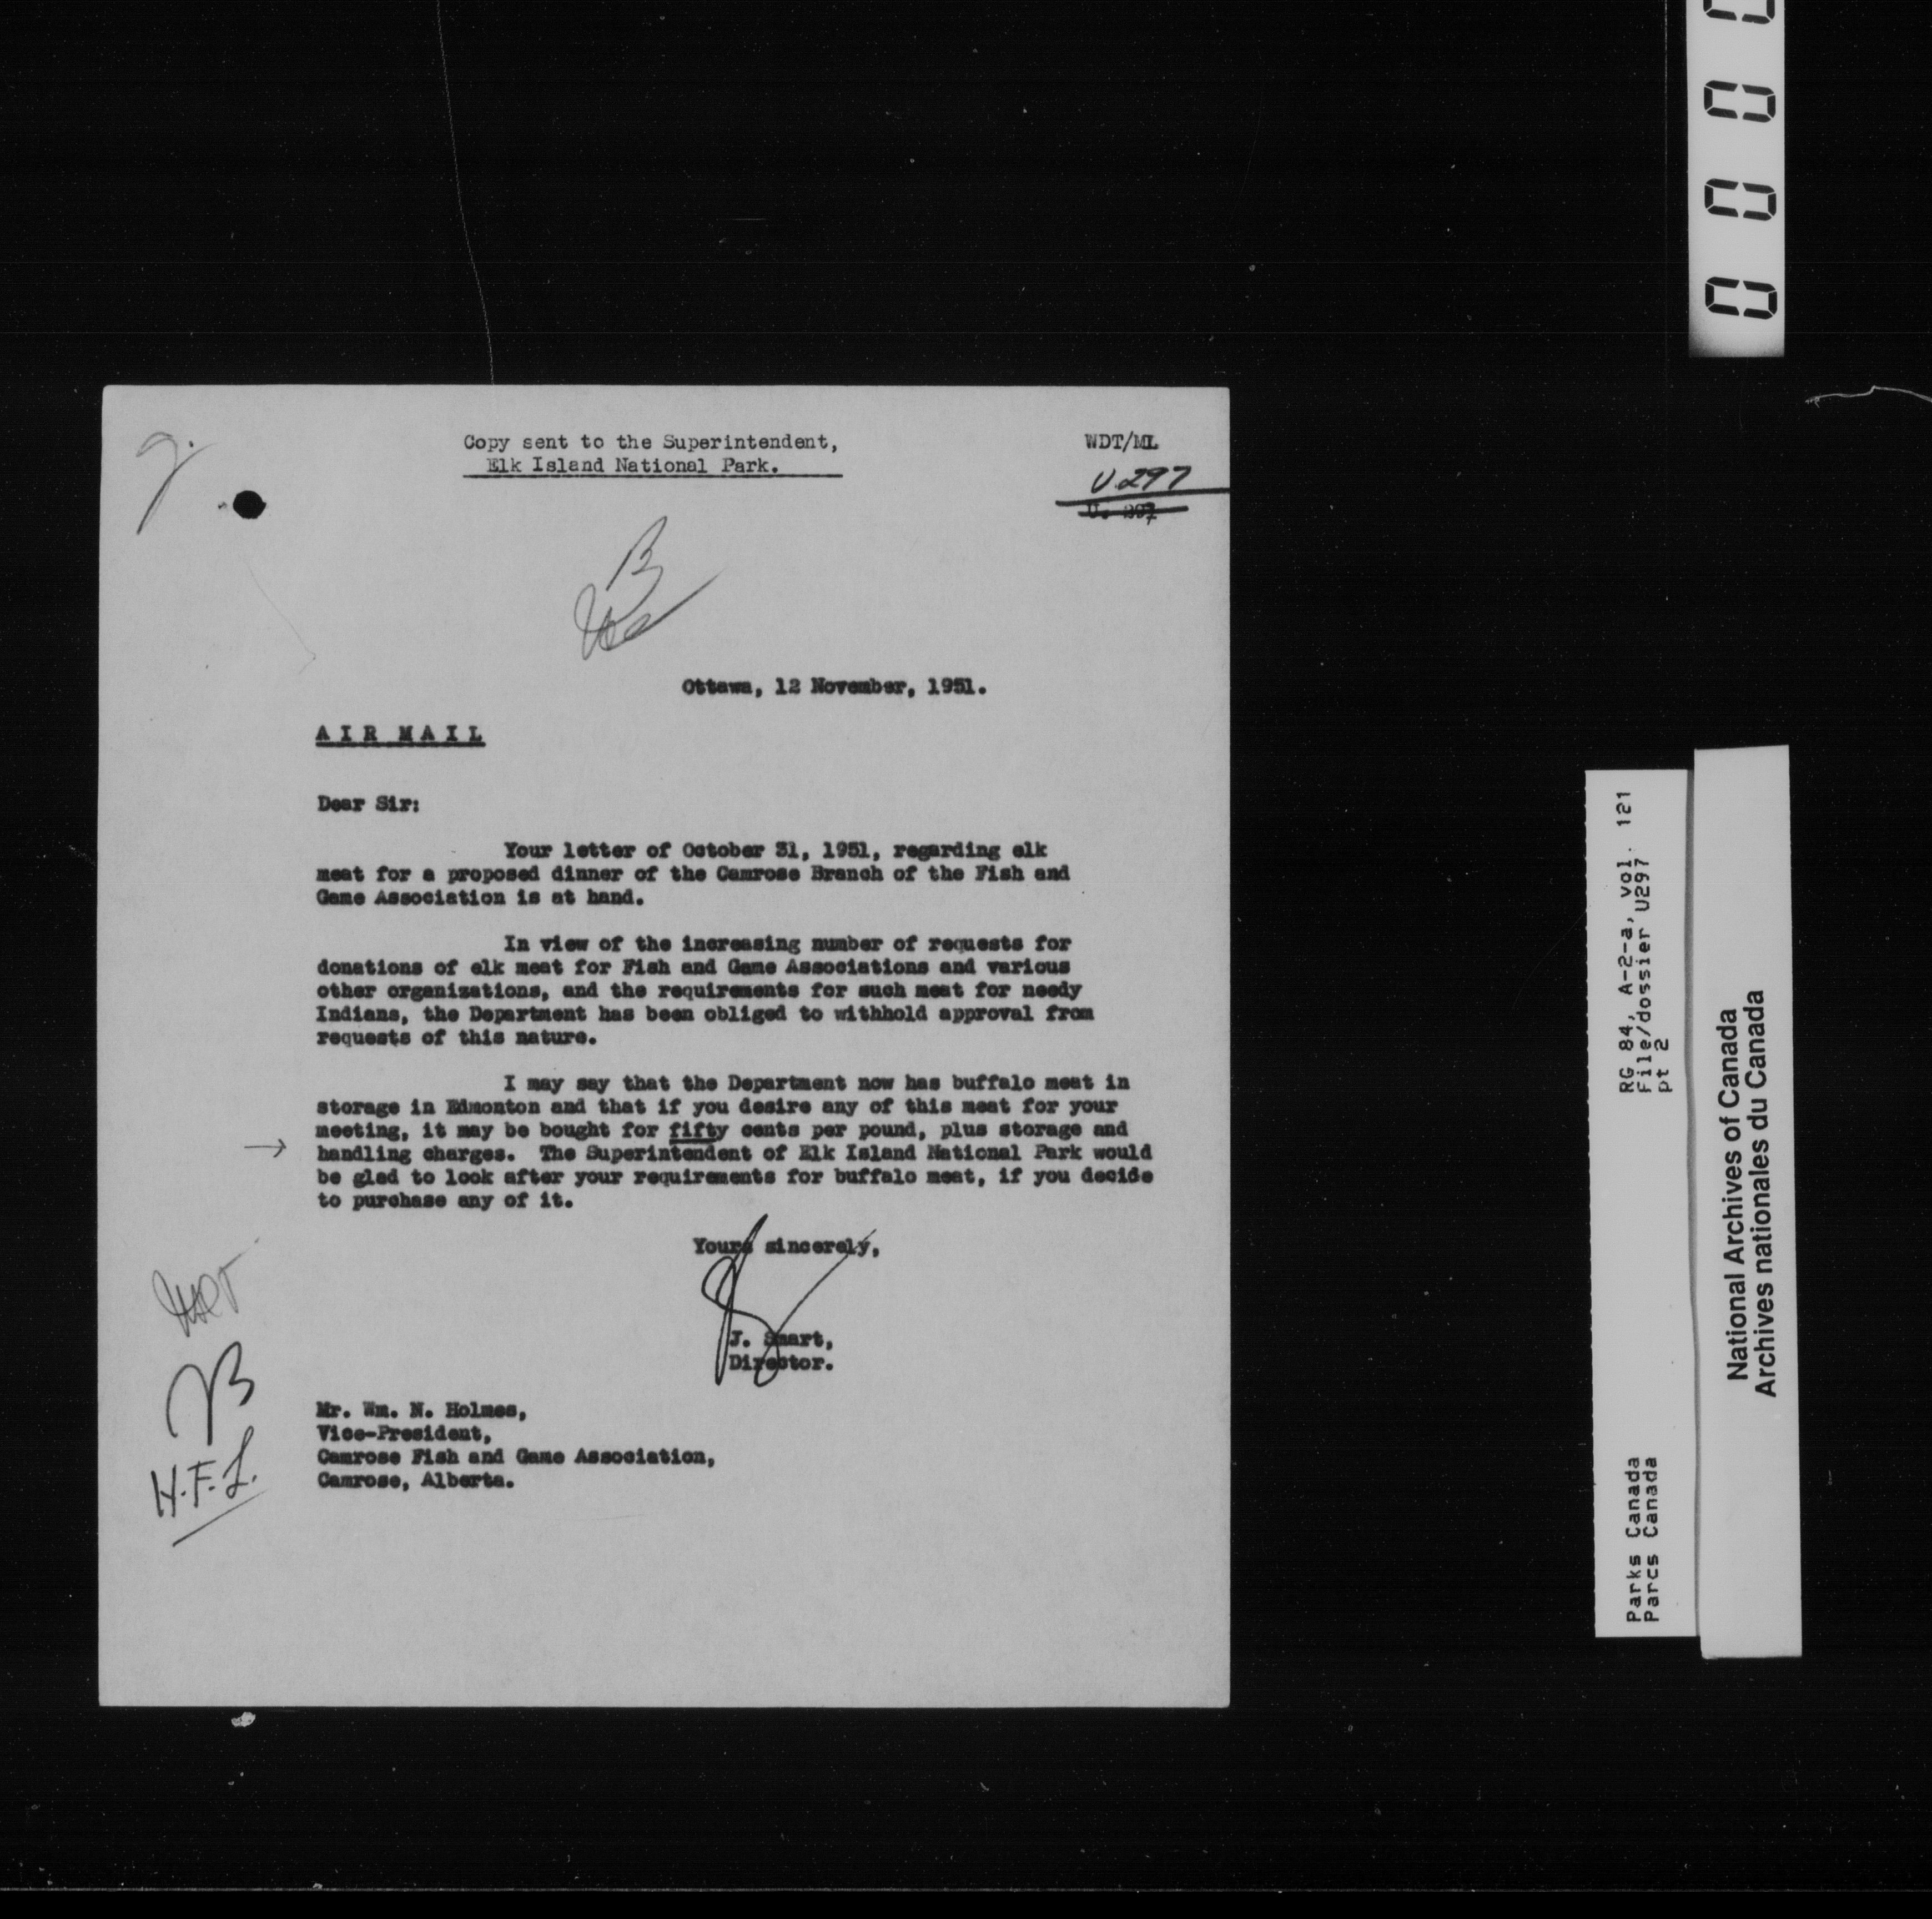 Copy sent to the Superintendent,
Elk Island National Park.
WDT/ML
U297
U. 297
Ottawa, 12 November, 1951.
AIR MAIL
Dear Sir:
Your letter of October 31, 1951, regarding elk
meat for a proposed dinner of the Camrose Branch of the Fish and
Game Association is at hand.
In view of the increasing number of requests for
donations of elk meat for Fish and Game Associations and various
other organizations, and the requirements for such meat for needy
Indians, the Department has been obliged to withhold approval from
requests of this nature.
I may say that the Department now has buffalo meat in
storage in Edmonton and that if you desire any of this meat for your
meeting, it may be bought for fifty cents per pound, plus storage and
handling charges. The Superintendent of Elk Island National Park would
be glad to look after your requirements for buffalo meat, if you decide
to purchase any of it.
Yours sincerely,
J. Smart,
Director.
Mr. Wm. N. Holmes,
Vice-President,
Camrose Fish and Game Association,
Camrose, Alberta.
H.F.L.
RG 84, A-2-a, vol. 121
File/dossier U297
pt 2
Parks Canada
Parcs Canada
National Archives of Canada
Archives nationales du Canada
0 0 0